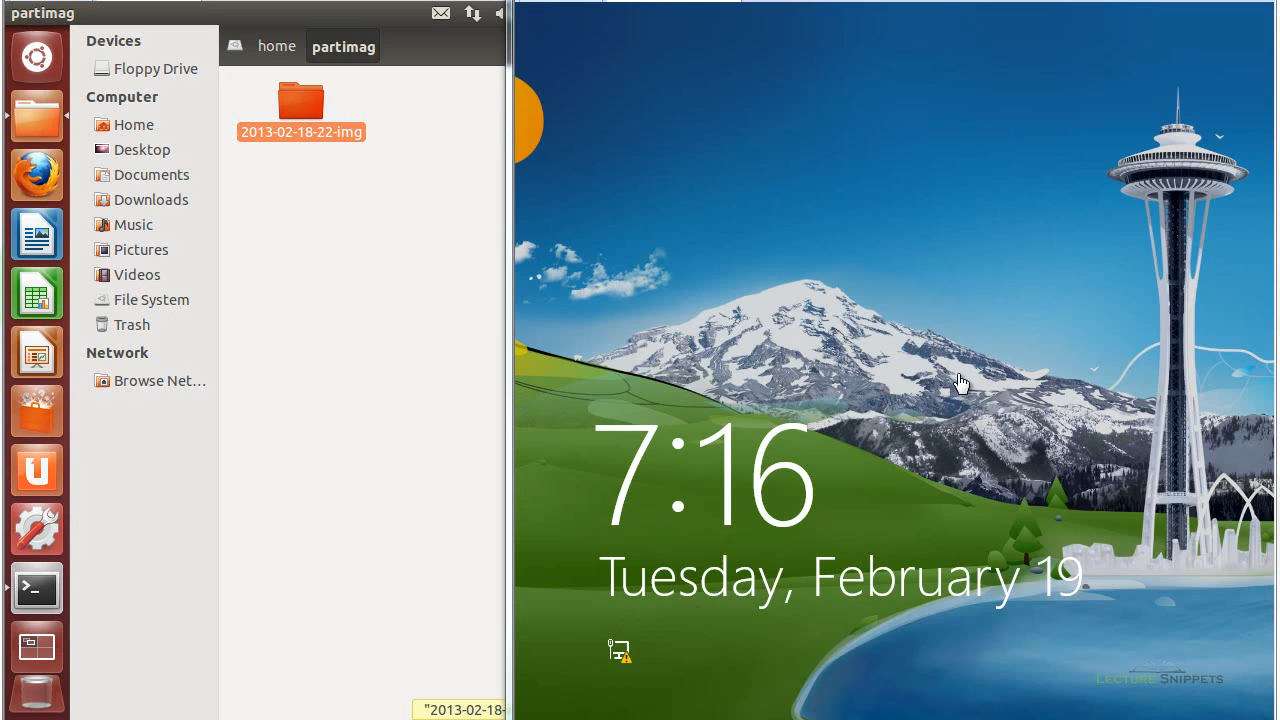 partimag
Devices
Floppy Drive
Computer
Home
Desktop
Documents
Downloads
Music
Pictures
Videos
File System
Trash
Network
Browse Net…
home
partimag
2013-02-18-22-img
"2013-02-18-
7:16
Tuesday, February 19
LECTURE SNIPPETS